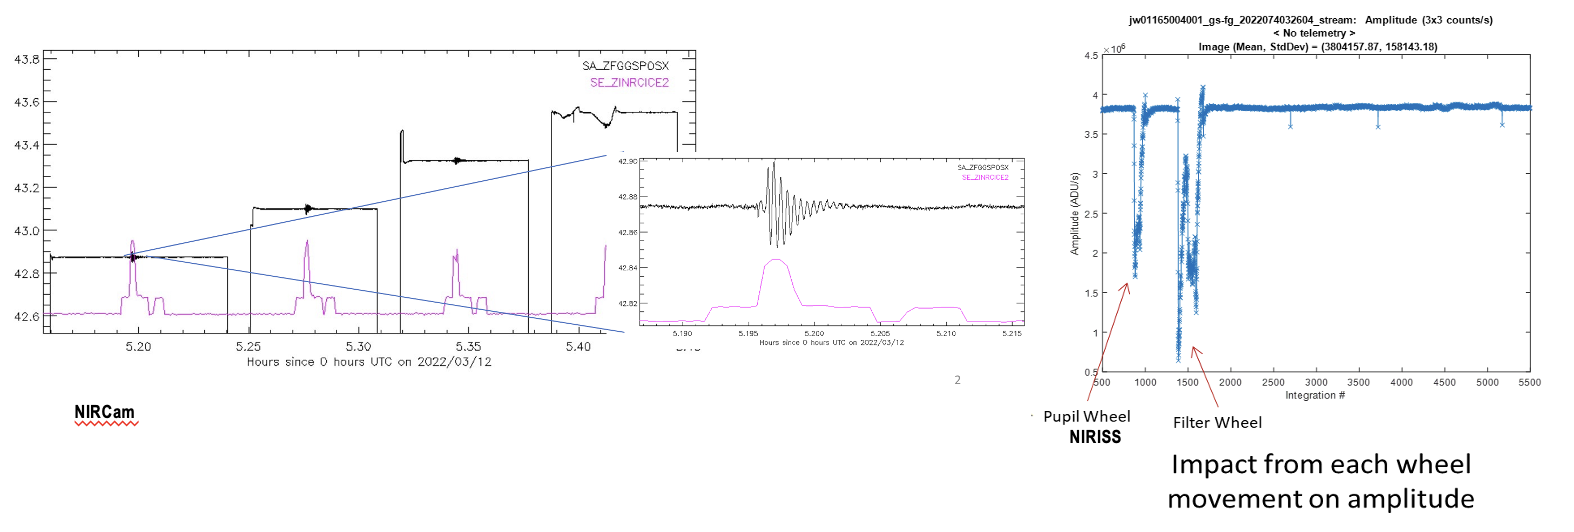 43.8
43.6
43.4
43.2
43.0
42.8
42.6
SA_ZFGGSPOSX
SE_ZINRCICE2
5.20
5.25
5.30
5.35
5.40
Hours since 0 hours UTC on 2022/03/12
NIRCam
42.90
42.88
42.86
42.84
42.82
SA_ZFGGSPOSX
SE_ZINRCICE2
5.190
5.195
5.200
5.205
5.210
5.215
Hours since 0 hours UTC on 2022/03/12
2
jw01165004001_gs-fg_2022074032604_stream: Amplitude (3x3 counts/s)
< No telemetry >
Image (Mean, StdDev) = (3804157.87, 158143.18)
×10⁶
4.5
4
3.5
3
2.5
2
1.5
1
0.5
Amplitude (ADU/s)
500
1000
1500
2000
2500
3000
3500
4000
4500
5000
5500
Integration #
Pupil Wheel
Filter Wheel
NIRISS
Impact from each wheel
movement on amplitude